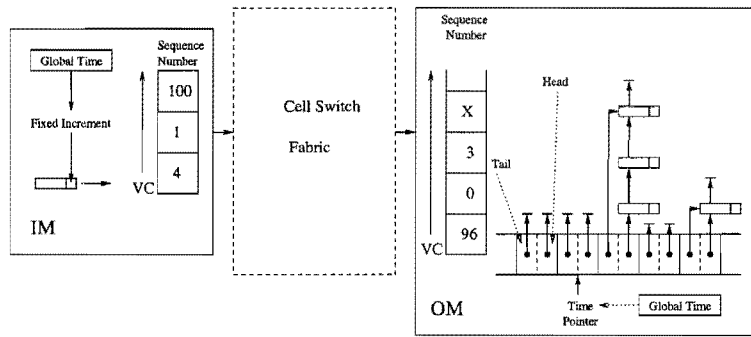 Global Time
Fixed Increment
Sequence
Number
100
1
4
VC
IM
Cell Switch
Fabric
Sequence
Number
Head
X
3
0
96
Tail
VC
OM
Time
Pointer
Global Time